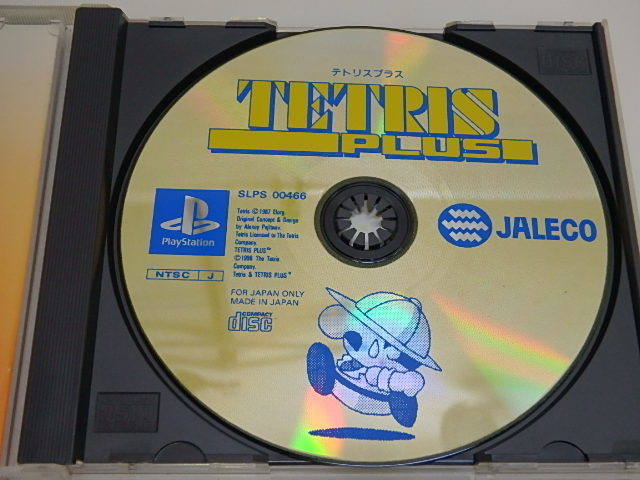 テトリスプラス
TETRIS
PLUS
SLPS 00466
PlayStation
NTSC J
Tetris ©1987 Elorg.
Original Concept & Design
by Alexey Pajitnov.
Tetris Licensed to The Tetris
Company.
TETRIS PLUS™
©1996 The Tetris
Company.
Tetris & TETRIS PLUS
FOR JAPAN ONLY
MADE IN JAPAN
COMPACT
disc
JALECO